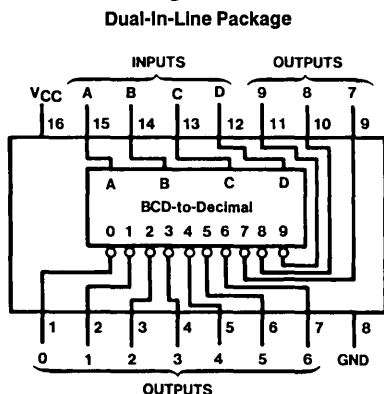 Dual-In-Line Package
INPUTS OUTPUTS
VCC A B C D 9 8 7
16 15 14 13 12 11 10 9
A B C D
BCD-to-Decimal
0 1 2 3 4 5 6 7 8 9
1 2 3 4 5 6 7 8
0 1 2 3 4 5 6 GND
OUTPUTS